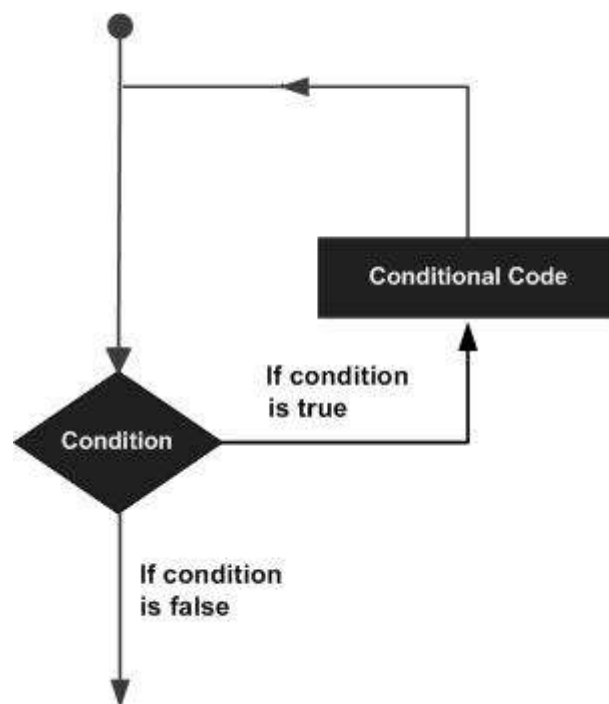 Conditional Code
If condition
is true
Condition
If condition
is false